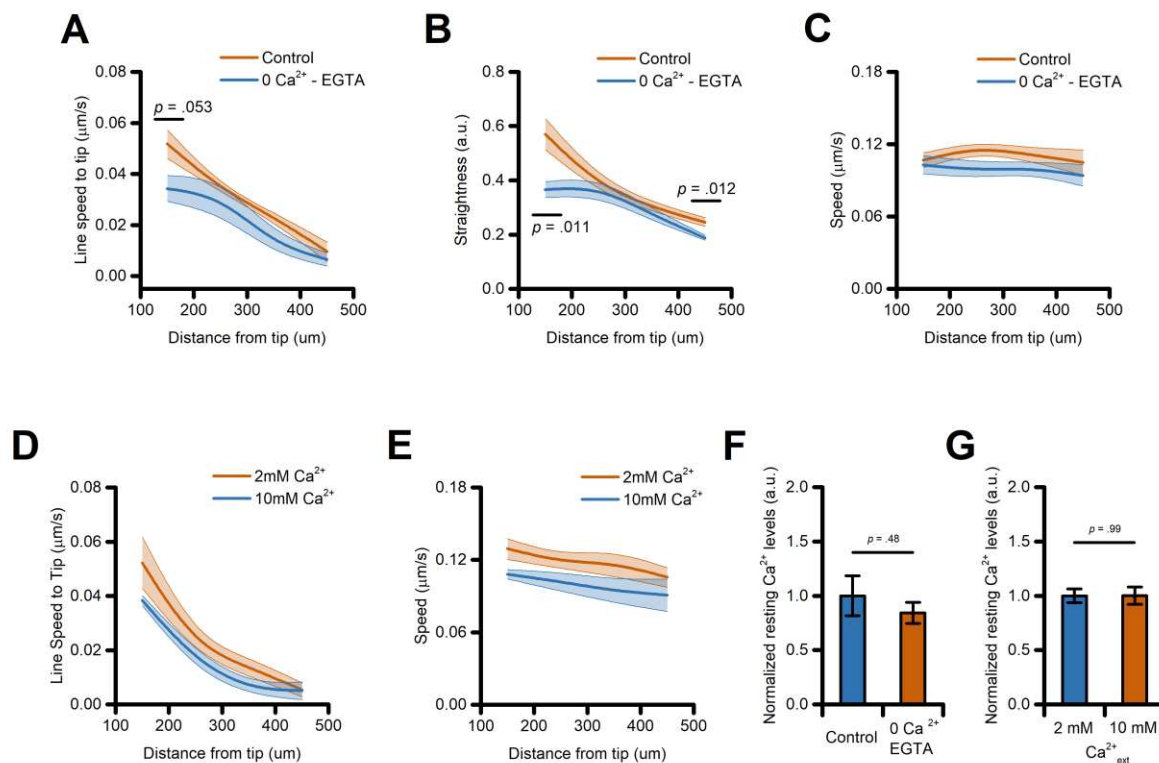 A
Control
0 Ca²⁺ - EGTA
p = .053
0.08
0.06
0.04
0.02
0.00
Line speed to tip (μm/s)
100 200 300 400 500
Distance from tip (um)
B
Control
0 Ca²⁺ - EGTA
p = .012
p = .011
0.8
0.6
0.4
0.2
0.0
Straightness (a.u.)
100 200 300 400 500
Distance from tip (um)
C
Control
0 Ca²⁺ - EGTA
0.18
0.12
0.06
0.00
Speed (μm/s)
100 200 300 400 500
Distance from tip (um)
D
2mM Ca²⁺
10mM Ca²⁺
0.08
0.06
0.04
0.02
0.00
Line Speed to Tip (μm/s)
100 200 300 400 500
Distance from tip (um)
E
2mM Ca²⁺
10mM Ca²⁺
0.18
0.12
0.06
0.00
Speed (μm/s)
100 200 300 400 500
Distance from tip (um)
F
p = .48
2.0
1.5
1.0
0.5
0.0
Normalized resting Ca²⁺ levels (a.u.)
Control
0 Ca²⁺
EGTA
G
p = .99
2.0
1.5
1.0
0.5
0.0
Normalized resting Ca²⁺ levels (a.u.)
2 mM 10 mM
Ca²⁺ext